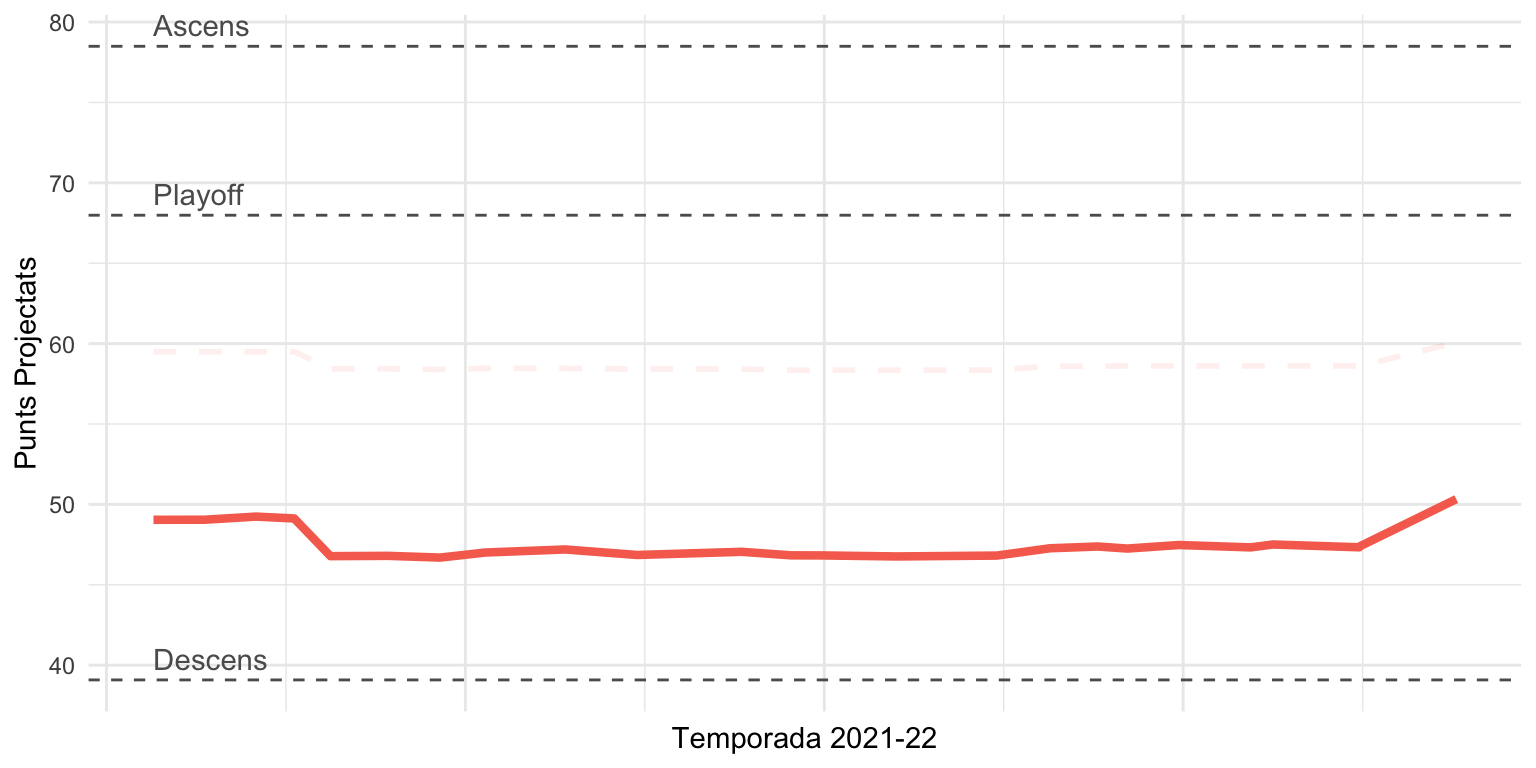 80
Ascens
70
Playoff
60
50
40
Descens
Punts Projectats
Temporada 2021-22